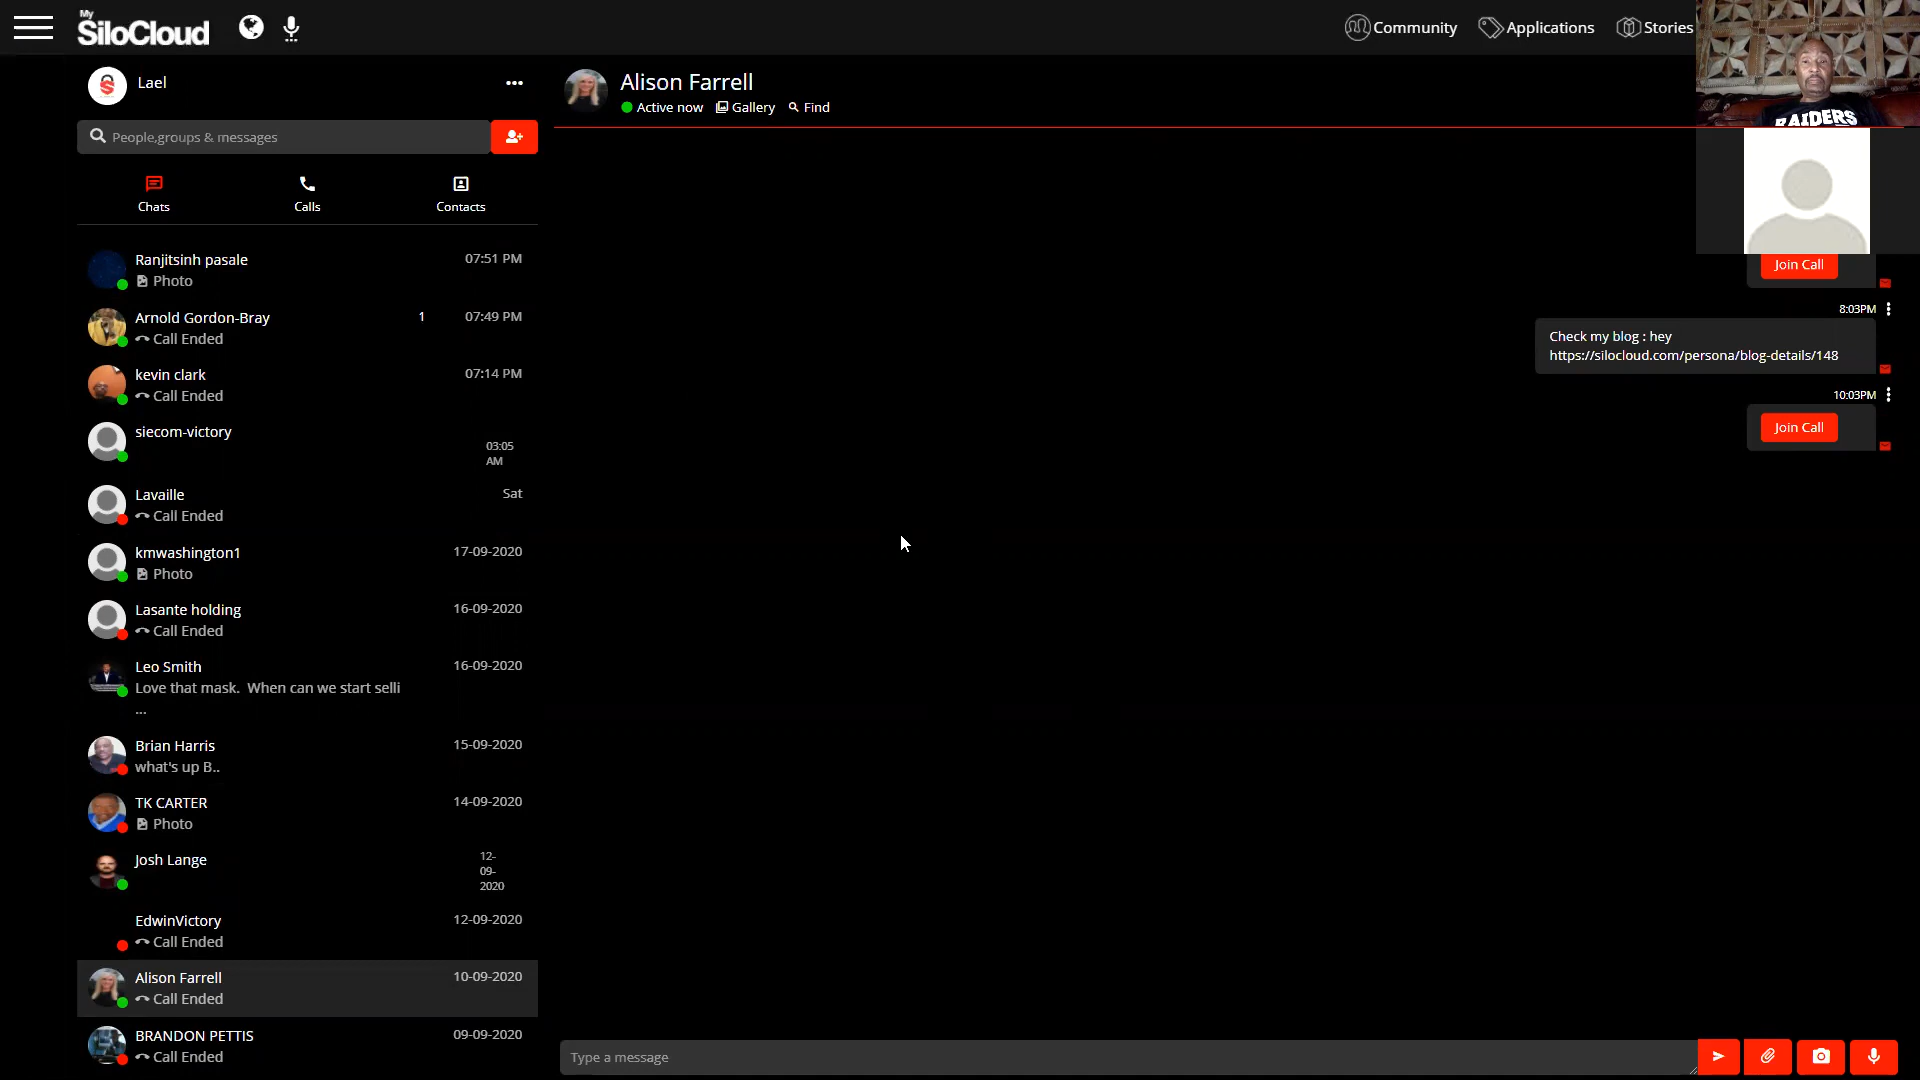 My
SiloCloud
Community
Applications
Stories
RAIDERS
Lael
People,groups & messages
Chats
Calls
Contacts
Ranjitsinh pasale
07:51 PM
Photo
Arnold Gordon-Bray
1
07:49 PM
Call Ended
kevin clark
07:14 PM
Call Ended
siecom-victory
03:05
AM
Lavaille
Sat
Call Ended
kmwashington1
17-09-2020
Photo
Lasante holding
16-09-2020
Call Ended
Leo Smith
16-09-2020
Love that mask.  When can we start selli
...
Brian Harris
15-09-2020
what's up B..
TK CARTER
14-09-2020
Photo
Josh Lange
12-
09-
2020
EdwinVictory
12-09-2020
Call Ended
Alison Farrell
10-09-2020
Call Ended
BRANDON PETTIS
09-09-2020
Call Ended
Alison Farrell
Active now
Gallery
Find
Join Call
8:03PM
Check my blog : hey
https://silocloud.com/persona/blog-details/148
10:03PM
Join Call
Type a message